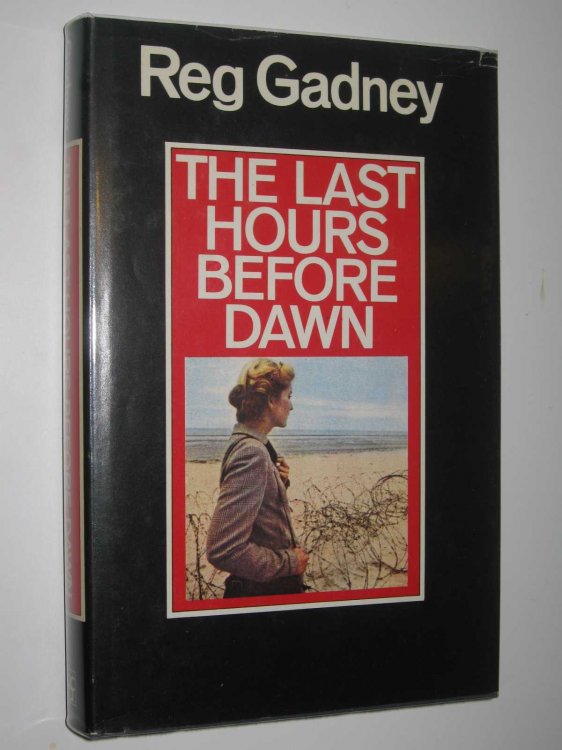 Reg Gadney
THE LAST
HOURS
BEFORE
DAWN